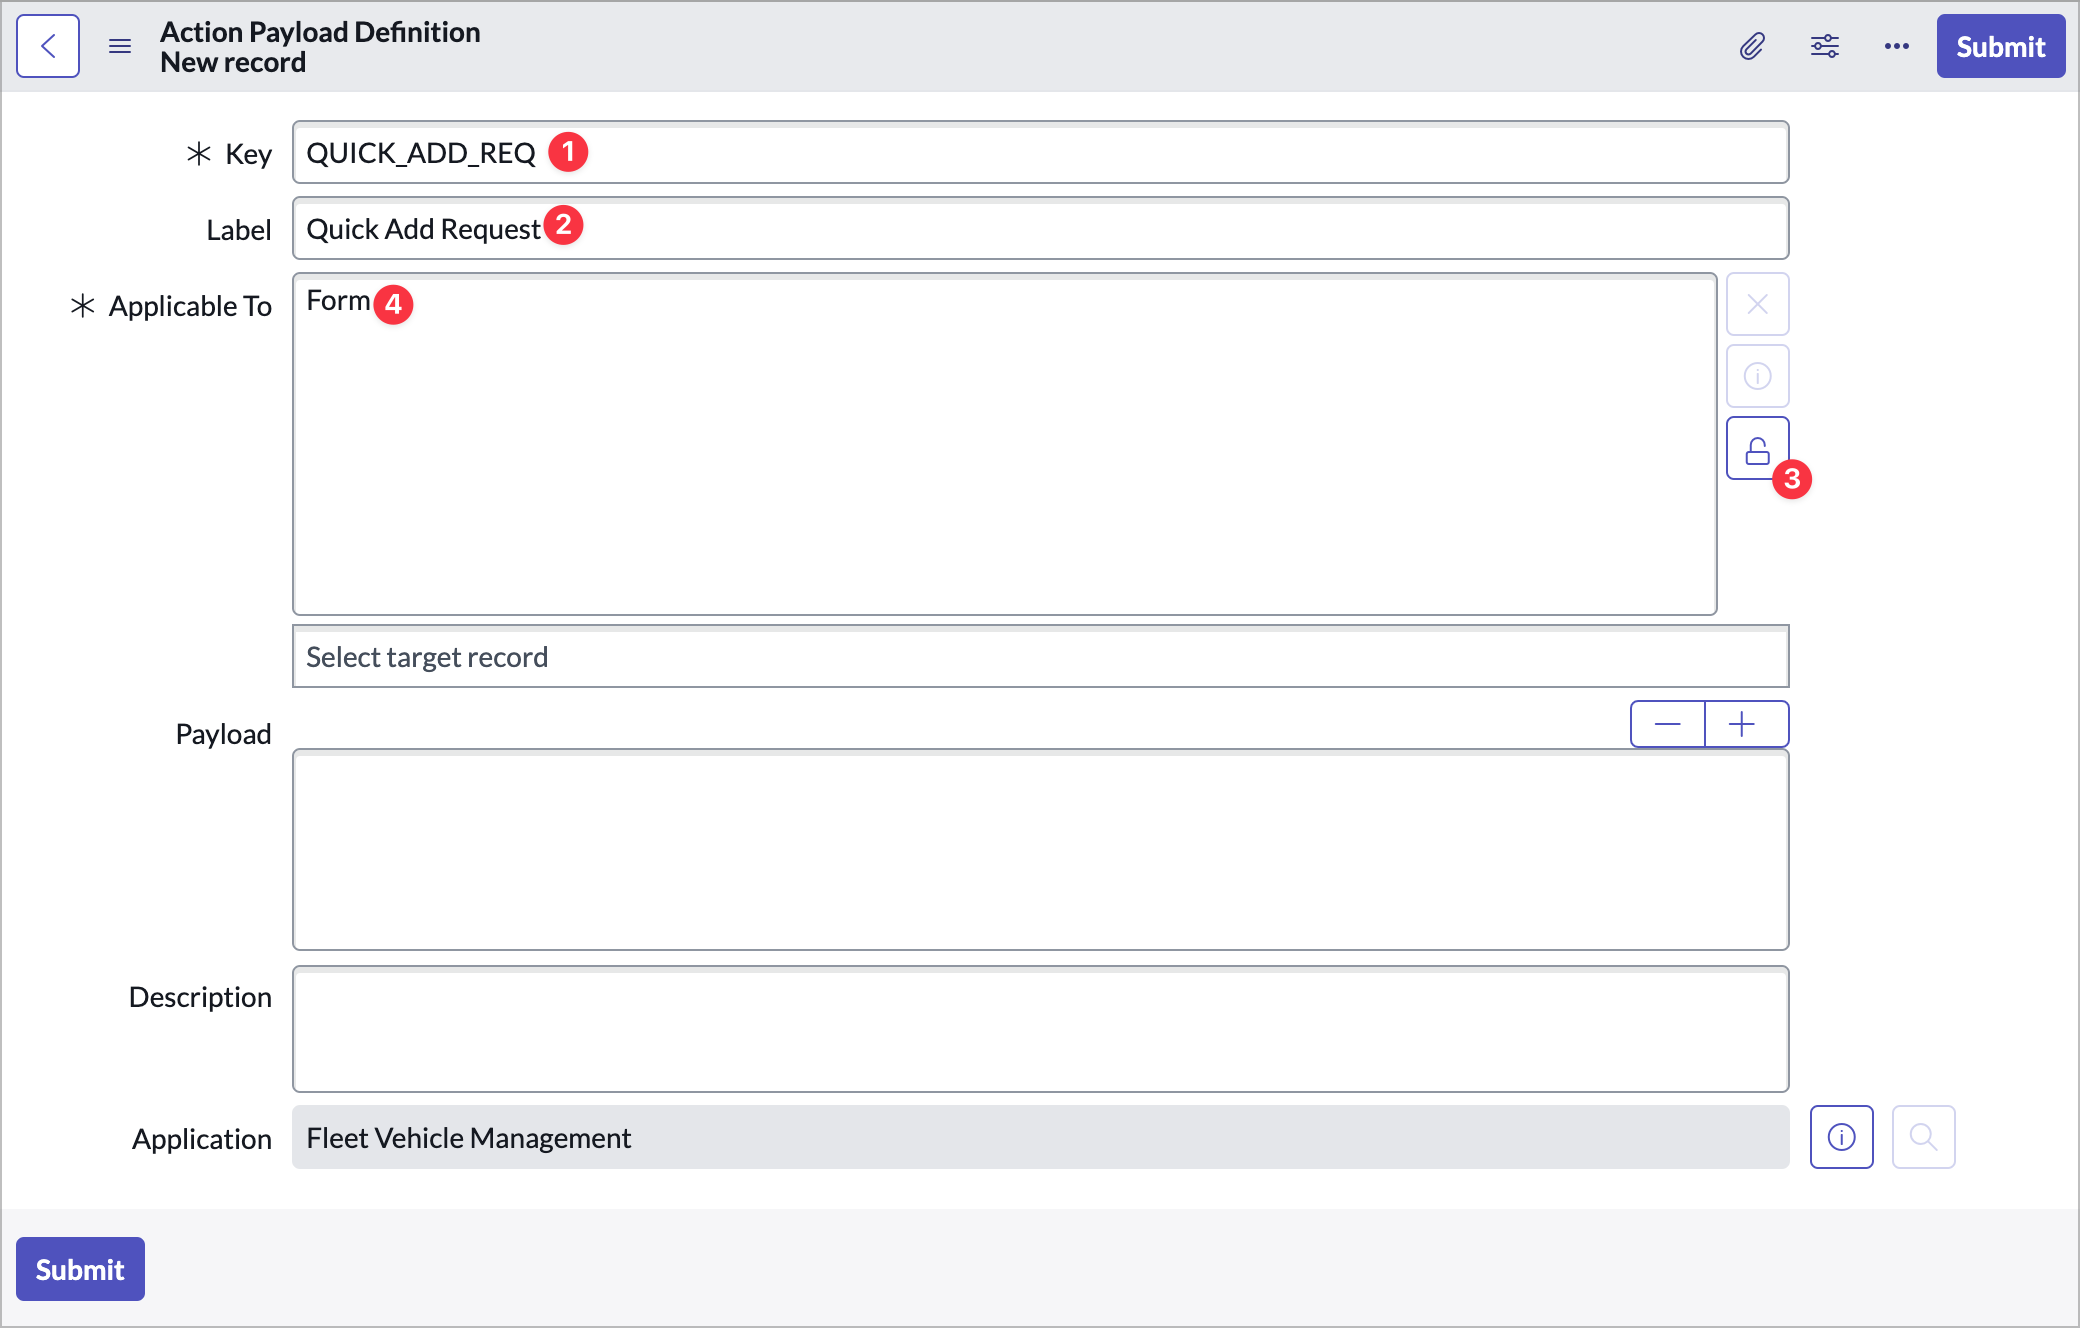 Action Payload Definition
New record
Submit
Key
QUICK_ADD_REQ
1
Label
Quick Add Request
2
Applicable To
Form
4
3
Select target record
Payload
Description
Application
Fleet Vehicle Management
Submit